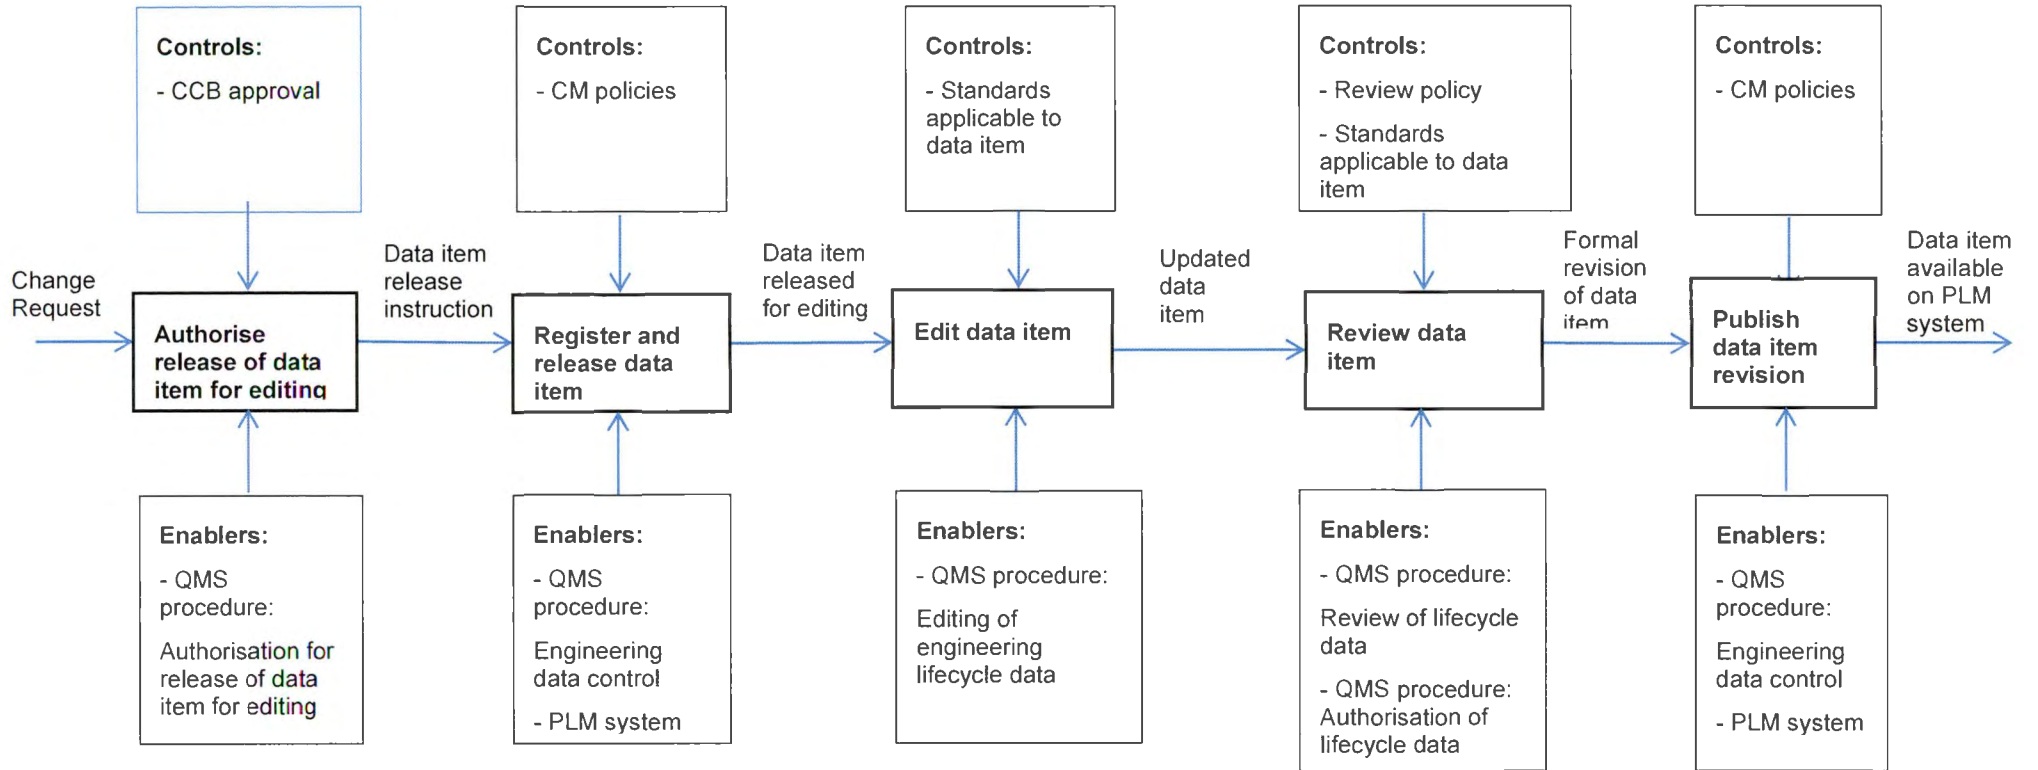 Controls:
- CCB approval
Controls:
- CM policies
Controls:
- Standards
applicable to
data item
Controls:
- Review policy
- Standards
applicable to data
item
Controls:
- CM policies
Change
Request
Authorise
release of data
item for editing
Data item
release
instruction
Register and
release data
item
Data item
released
for editing
Edit data item
Updated
data
item
Review data
item
Formal
revision
of data
item
Publish
data item
revision
Data item
available
on PLM
system
Enablers:
- QMS
procedure:
Authorisation for
release of data
item for editing
Enablers:
- QMS
procedure:
Engineering
data control
- PLM system
Enablers:
- QMS procedure:
Editing of
engineering
lifecycle data
Enablers:
- QMS procedure:
Review of lifecycle
data
- QMS procedure:
Authorisation of
lifecycle data
Enablers:
- QMS
procedure:
Engineering
data control
- PLM system